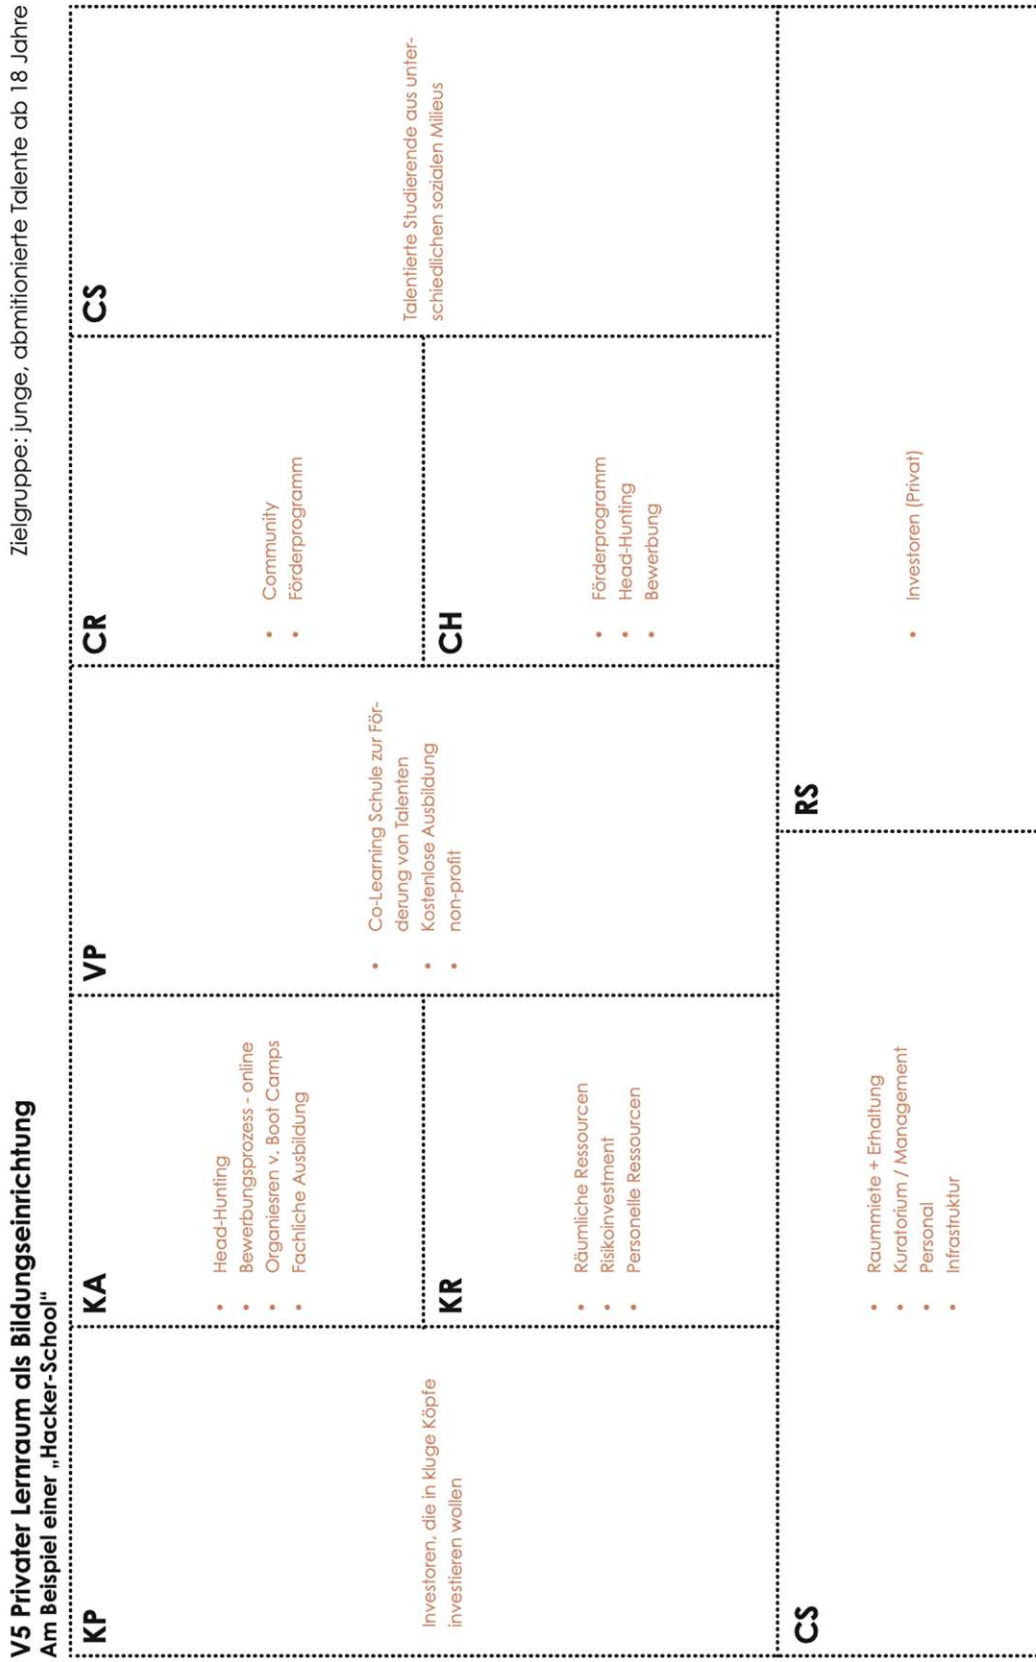 V5 Privater Lernraum als Bildungseinrichtung
Am Beispiel einer „Hacker-School“
Zielgruppe: junge, abmitionierte Talente ab 18 Jahre
KP
Investoren, die in kluge Köpfe
investieren wollen
KA
• Head-Hunting
• Bewerbungsprozess - online
• Organiesren v. Boot Camps
• Fachliche Ausbildung
KR
• Räumliche Ressourcen
• Risikoinvestment
• Personelle Ressourcen
VP
• Co-Learning Schule zur För-
derung von Talenten
• Kostenlose Ausbildung
• non-profit
CR
• Community
• Förderprogramm
CH
• Förderprogramm
• Head-Hunting
• Bewerbung
CS
Talentierte Studierende aus unter-
schiedlichen sozialen Milieus
CS
• Raummiete + Erhaltung
• Kuratorium / Management
• Personal
• Infrastruktur
RS
• Investoren (Privat)